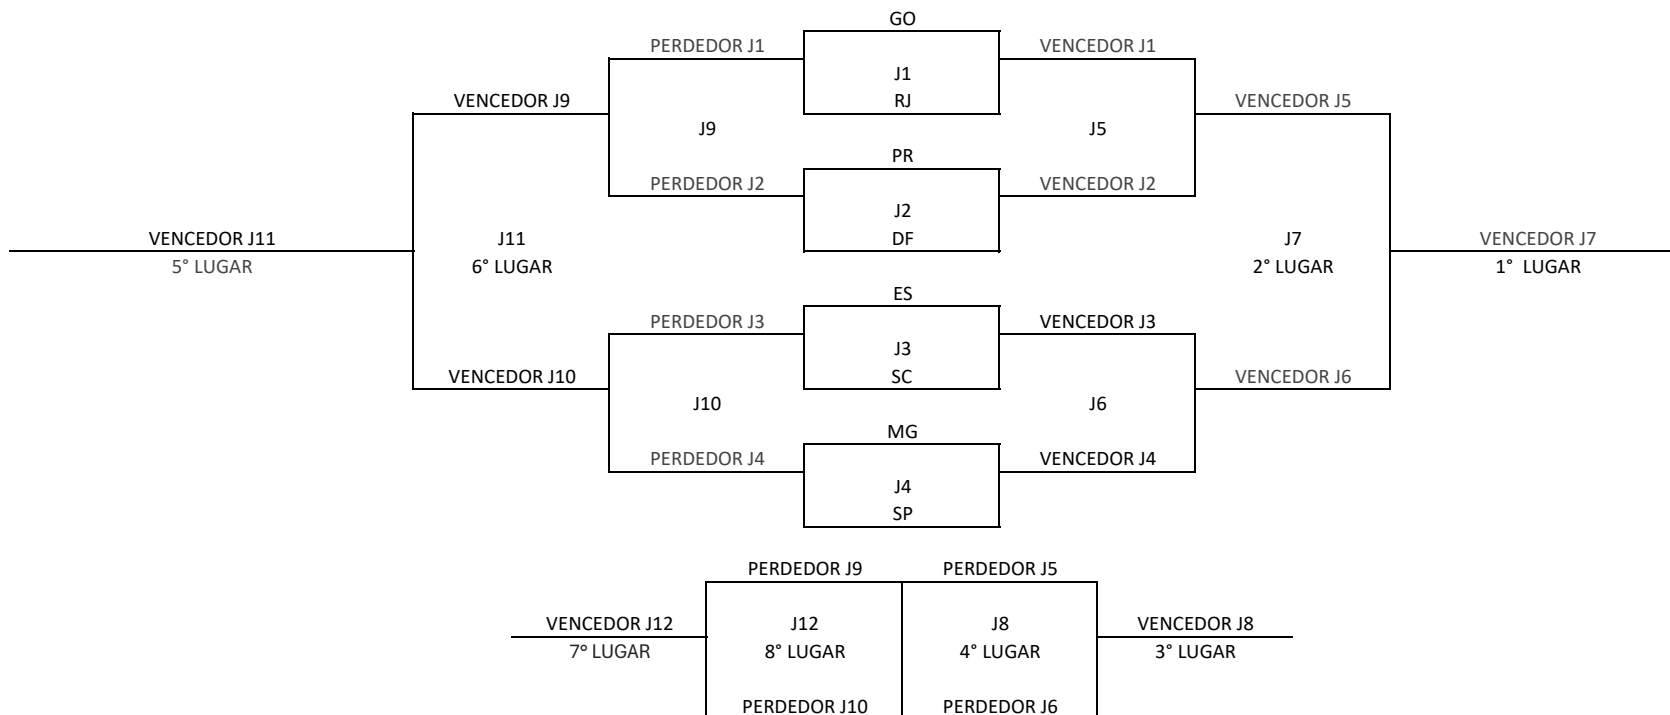 GO
PERDEDOR J1 VENCEDOR J1
J1
VENCEDOR J9 RJ VENCEDOR J5
J9 J5
PR
PERDEDOR J2 VENCEDOR J2
J2
VENCEDOR J11 J11 DF J7 VENCEDOR J7
5° LUGAR 6° LUGAR 2° LUGAR 1° LUGAR
ES
PERDEDOR J3 VENCEDOR J3
J3
VENCEDOR J10 SC VENCEDOR J6
J10 J6
MG
PERDEDOR J4 VENCEDOR J4
J4
SP
PERDEDOR J9 PERDEDOR J5
VENCEDOR J12 J12 J8 VENCEDOR J8
7º LUGAR 8° LUGAR 4° LUGAR 3° LUGAR
PERDEDOR J10 PERDEDOR J6